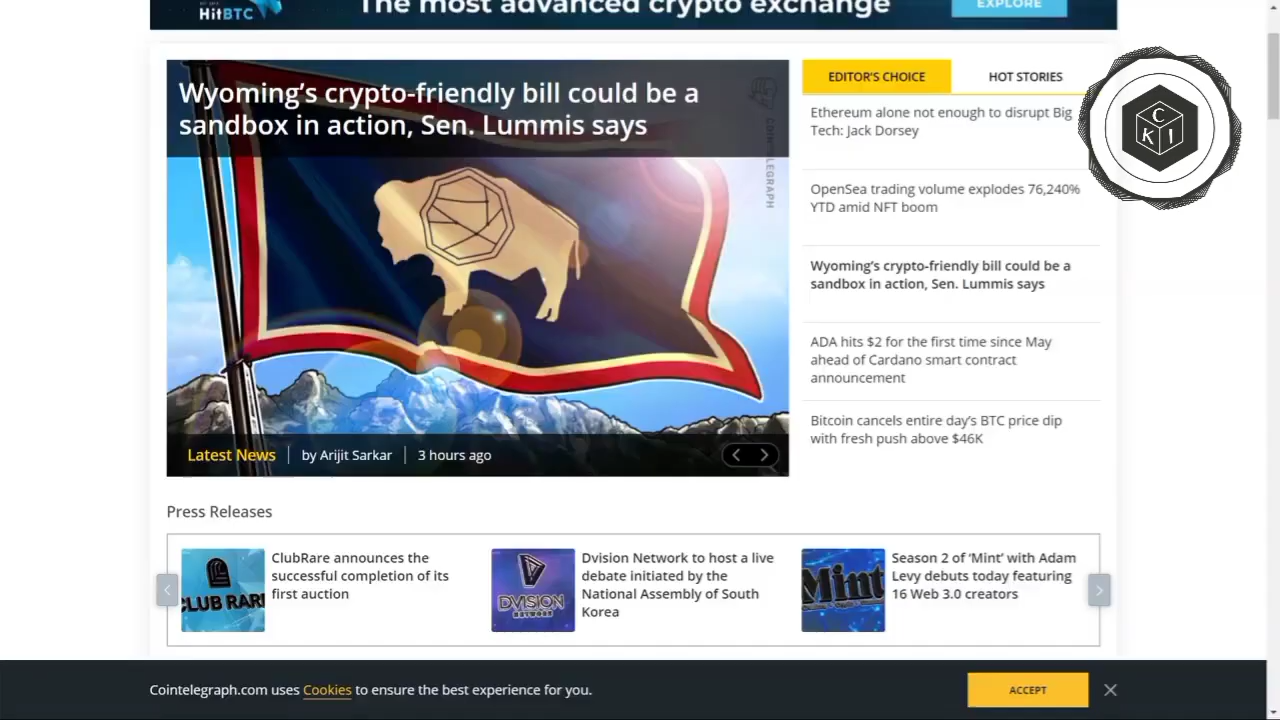 HitBTC
The most advanced crypto exchange
EXPLORE
Wyoming’s crypto-friendly bill could be a
sandbox in action, Sen. Lummis says
COINTELEGRAPH
Latest News
by Arijit Sarkar
3 hours ago
EDITOR'S CHOICE
HOT STORIES
Ethereum alone not enough to disrupt Big
Tech: Jack Dorsey
OpenSea trading volume explodes 76,240%
YTD amid NFT boom
Wyoming’s crypto-friendly bill could be a
sandbox in action, Sen. Lummis says
ADA hits $2 for the first time since May
ahead of Cardano smart contract
announcement
Bitcoin cancels entire day’s BTC price dip
with fresh push above $46K
C
K I
Press Releases
CLUB RARE
ClubRare announces the
successful completion of its
first auction
DVISION
NETWORK
Dvision Network to host a live
debate initiated by the
National Assembly of South
Korea
Mint
Season 2 of ‘Mint’ with Adam
Levy debuts today featuring
16 Web 3.0 creators
Cointelegraph.com uses Cookies to ensure the best experience for you.
ACCEPT